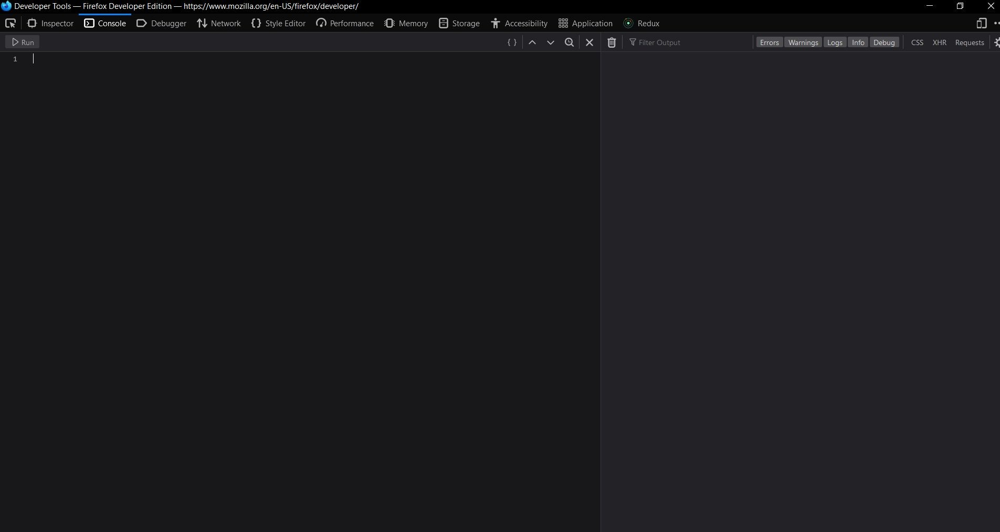 Developer Tools — Firefox Developer Edition — https://www.mozilla.org/en-US/firefox/developer/
Inspector Console Debugger Network Style Editor Performance Memory Storage Accessibility Application Redux
Run Filter Output Errors Warnings Logs Info Debug CSS XHR Requests
1